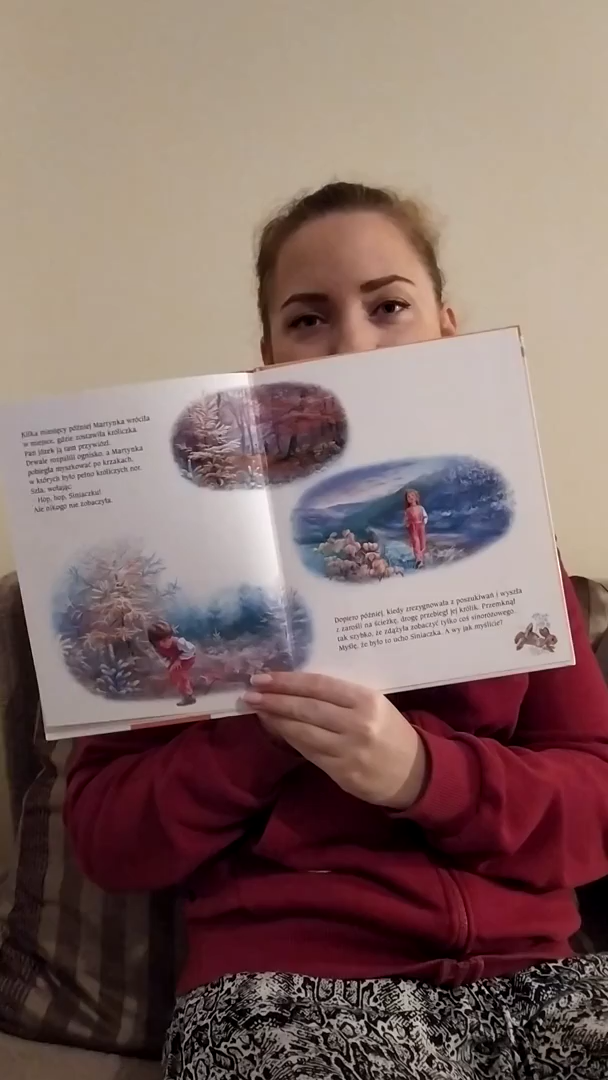 Kilka miesięcy później Martynka wróciła
w miejsce, gdzie zostawiła króliczka.
Pan Józek ją tam przywiózł.
Drwale rozpalili ognisko, a Martynka
pobiegła myszkować po krzakach,
w których było pełno króliczych nor.
Szła, wołając:
- Hop, hop, Siniaczku!
Ale nikogo nie zobaczyła.
Dopiero później, kiedy zrezygnowała z poszukiwań i wyszła
z zarośli na ścieżkę, drogę przebiegł jej królik. Przemknął
tak szybko, że zdążyła zobaczyć tylko coś sinoróżowego.
Myślę, że było to ucho Siniaczka. A wy jak myślicie?